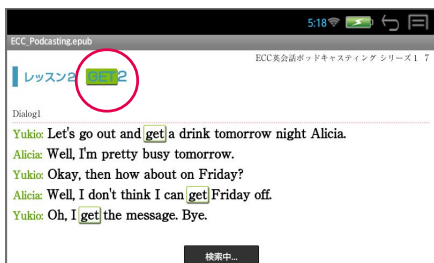 5:18
ECC_Podcasting.epub
ECC英会話ポッドキャスティング シリーズ１ ７
レッスン2 GET2
Dialog1
Yukio: Let's go out and get a drink tomorrow night Alicia.
Alicia: Well, I'm pretty busy tomorrow.
Yukio: Okay, then how about on Friday?
Alicia: Well, I don't think I can get Friday off.
Yukio: Oh, I get the message. Bye.
検索中...